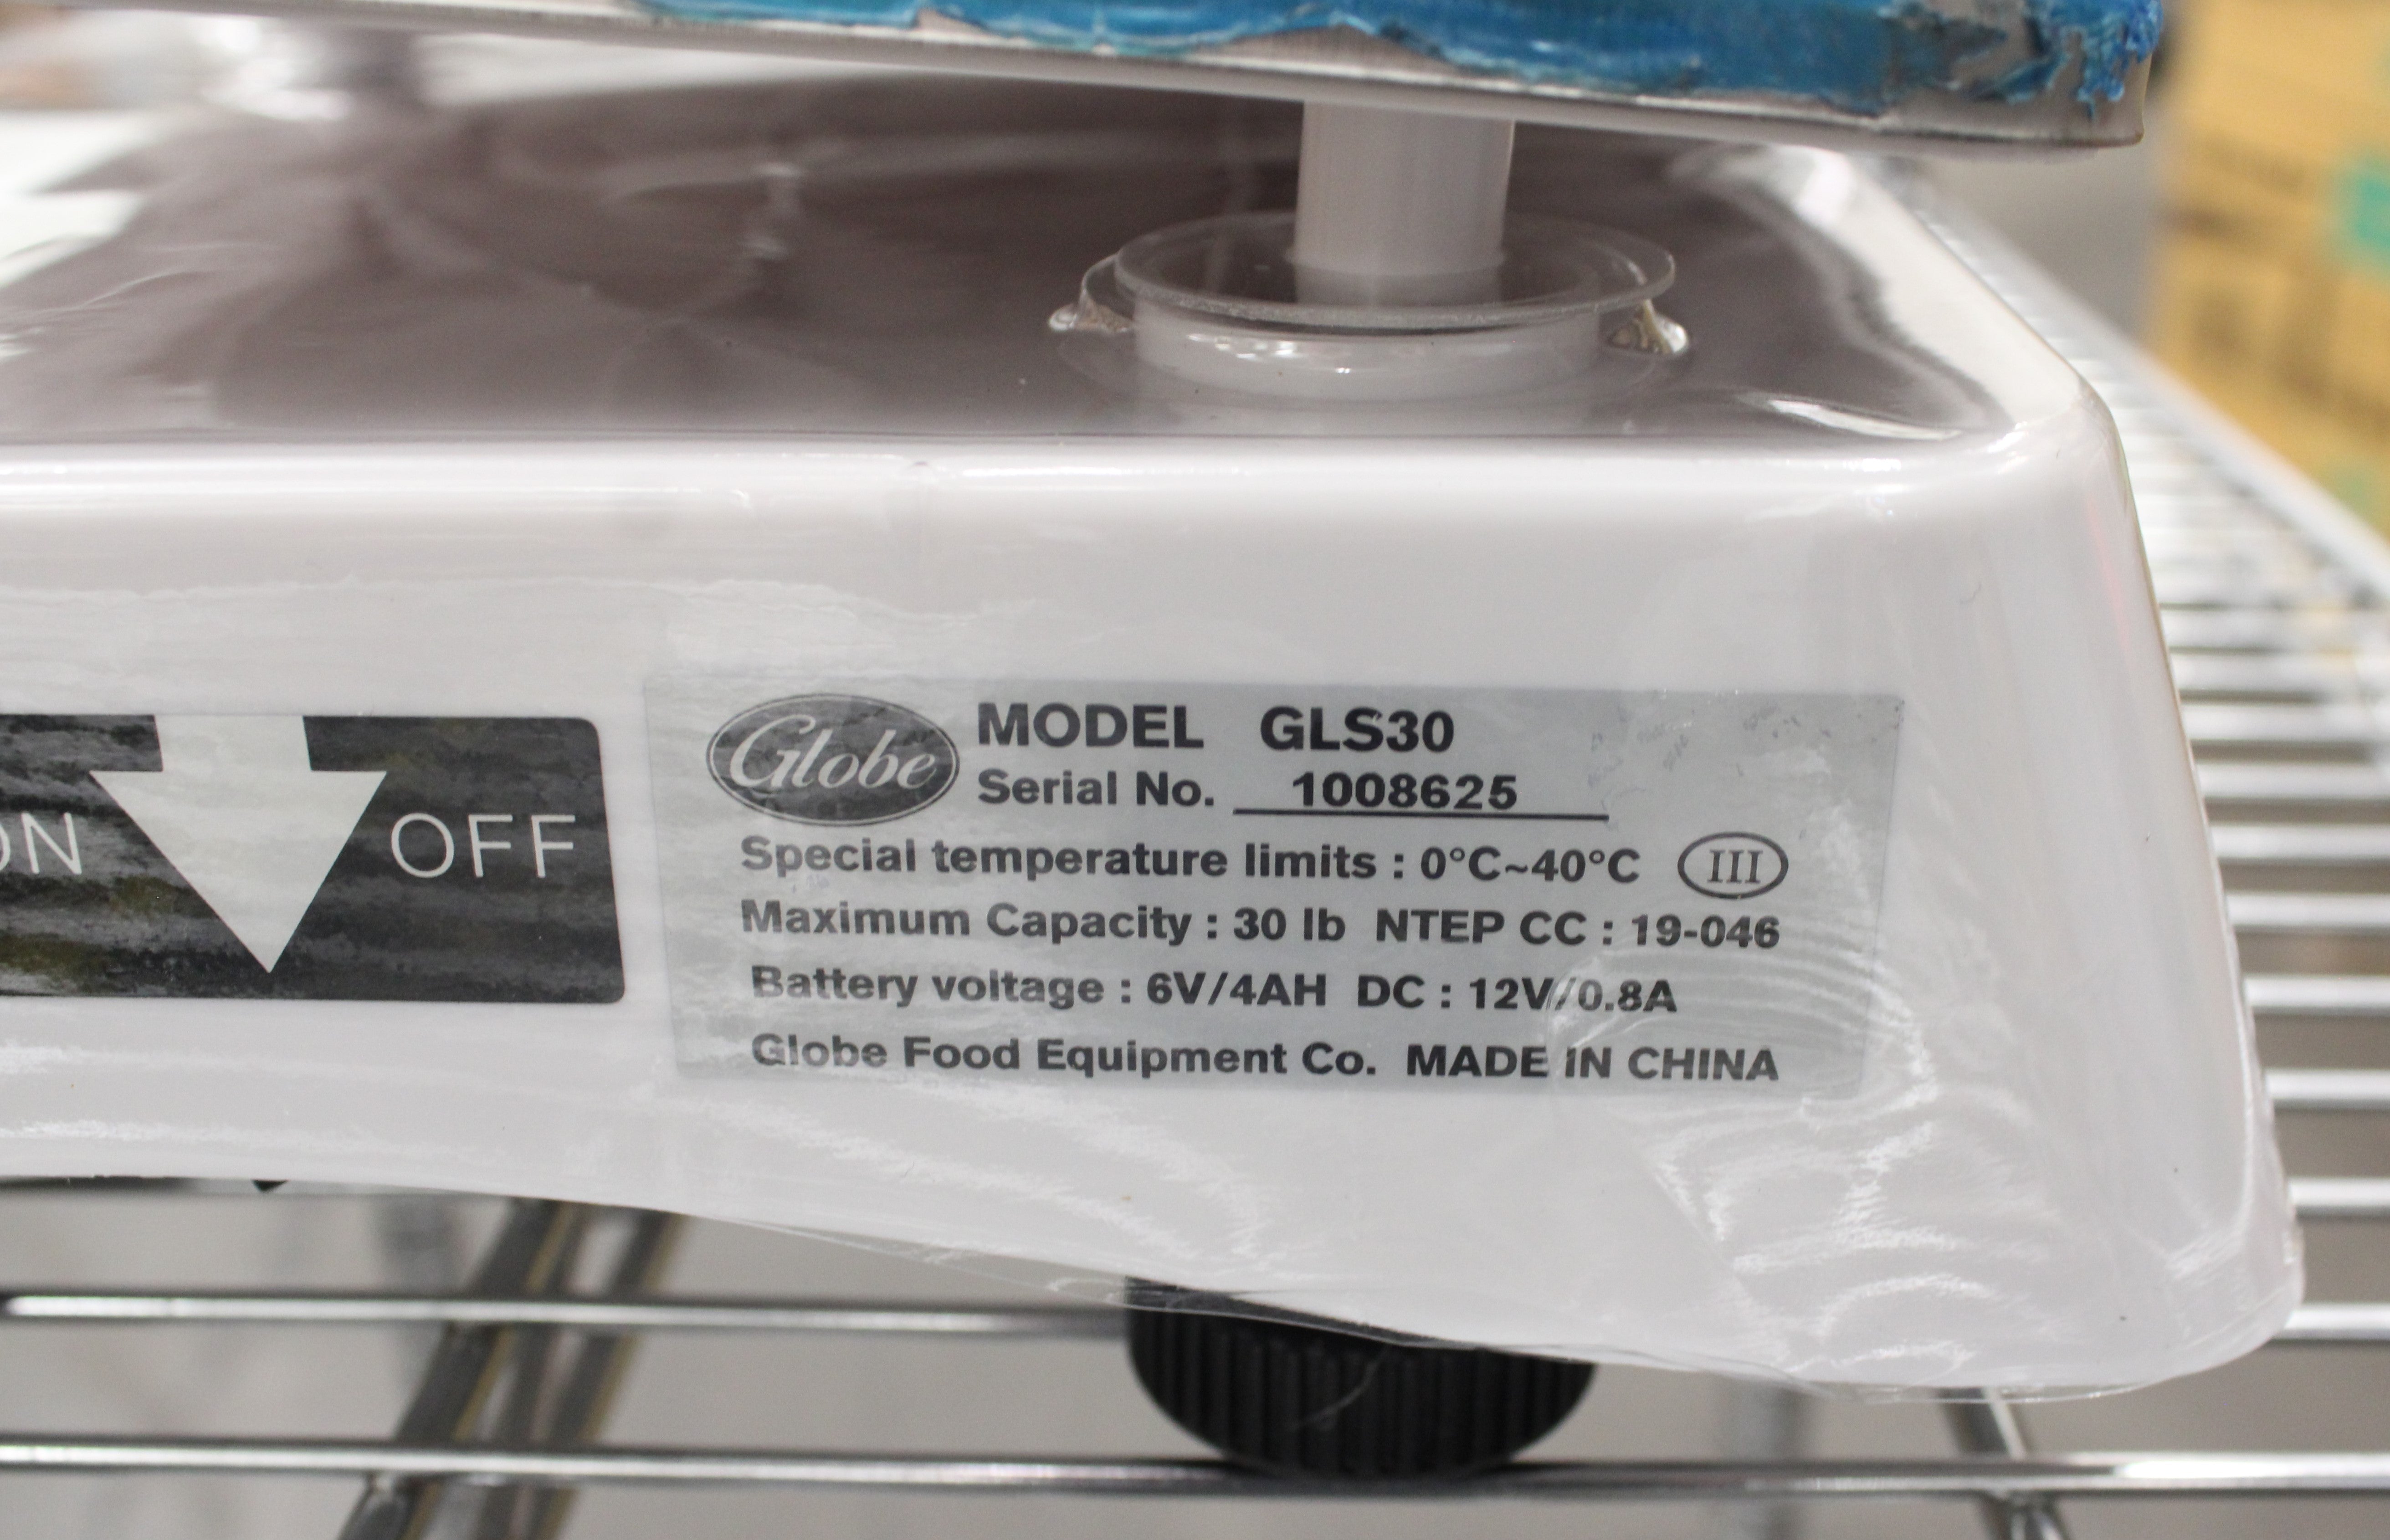 ON OFF
Globe
MODEL GLS30
Serial No. 1008625
Special temperature limits : 0°C~40°C III
Maximum Capacity : 30 lb NTEP CC : 19-046
Battery voltage : 6V/4AH DC : 12V/0.8A
Globe Food Equipment Co. MADE IN CHINA